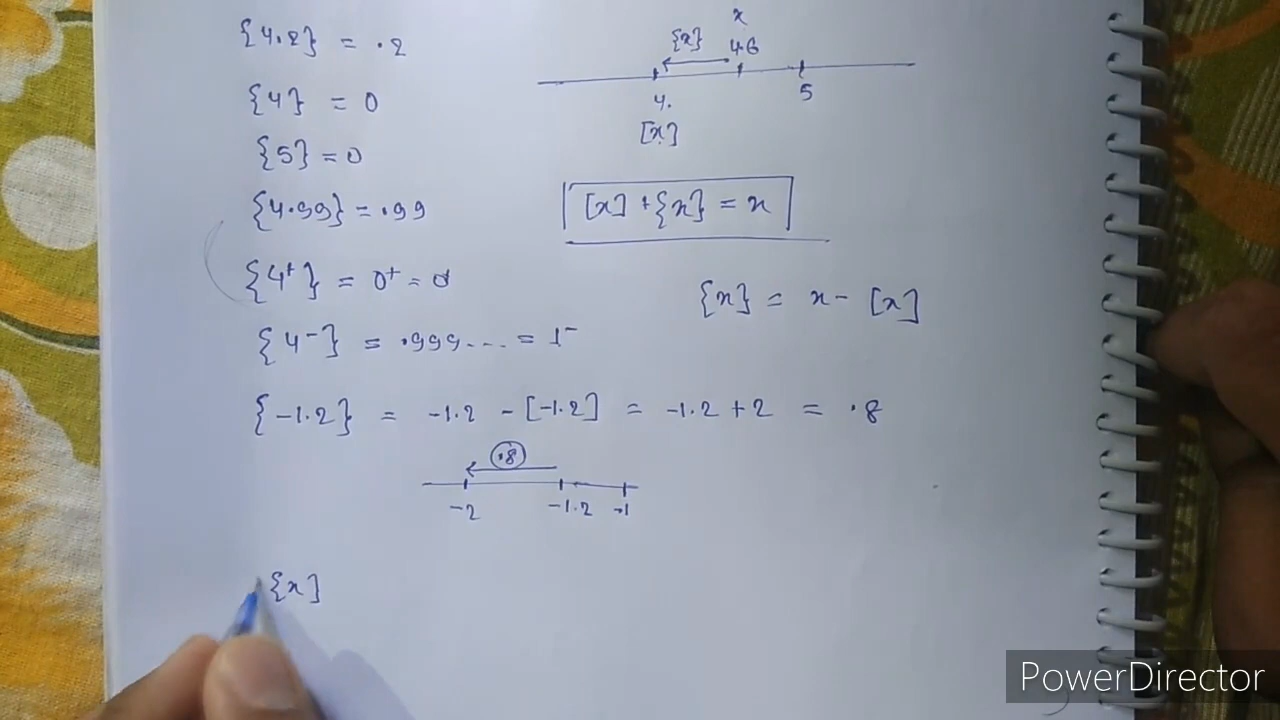 {4.2} = .2
{4} = 0
{5} = 0
{4.99} = .99
{4⁺} = 0⁺ = 0
{4⁻} = .999... = 1⁻
{-1.2} = -1.2 - [-1.2] = -1.2 + 2 = .8
.8
-2 -1.2 -1
{x]
x
{x} 4.6
4. 5
[x]
[x] + {x} = x
{x} = x - [x]
PowerDirector